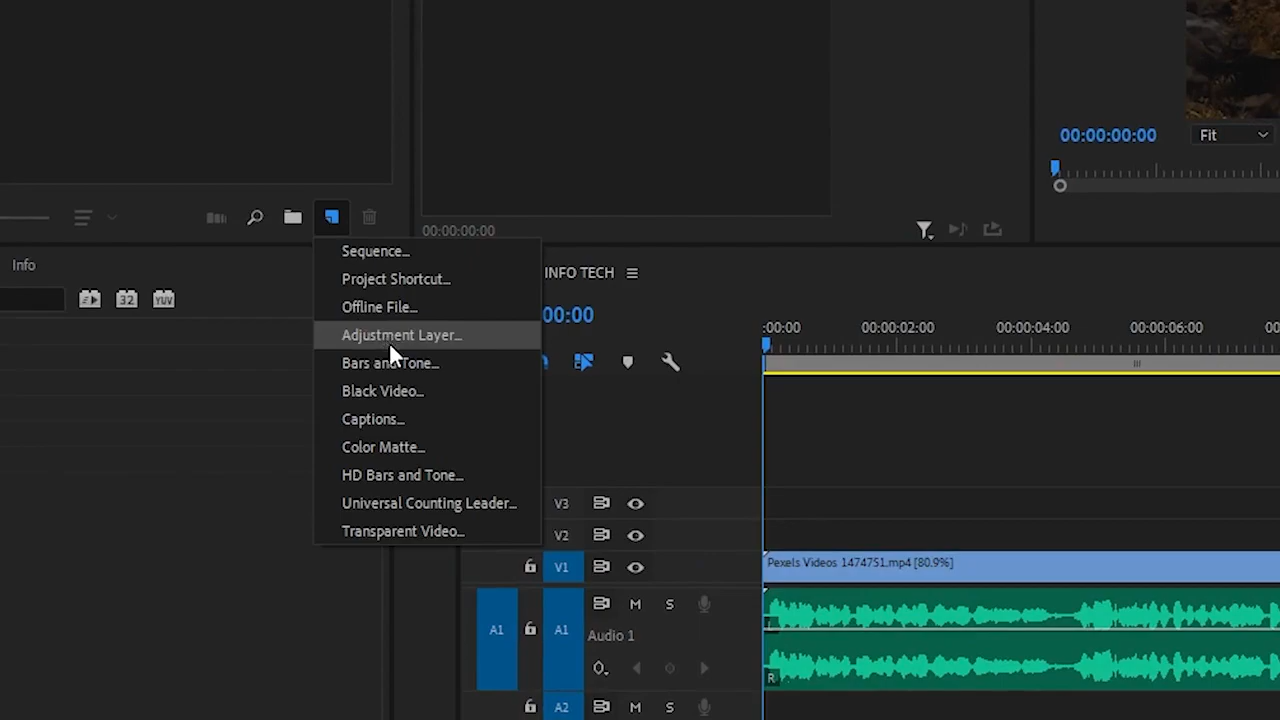 00:00:00:00
Fit
00:00:00:00
Info
32
YUV
Sequence...
Project Shortcut...
Offline File...
Adjustment Layer...
Bars and Tone...
Black Video...
Captions...
Color Matte...
HD Bars and Tone...
Universal Counting Leader...
Transparent Video...
INFO TECH
00:00
:00:00
00:00:02:00
00:00:04:00
00:00:06:00
00
V3
V2
V1
Pexels Videos 1474751.mp4 [80.9%]
A1
A1
M
S
L
Audio 1
R
A2
M
S